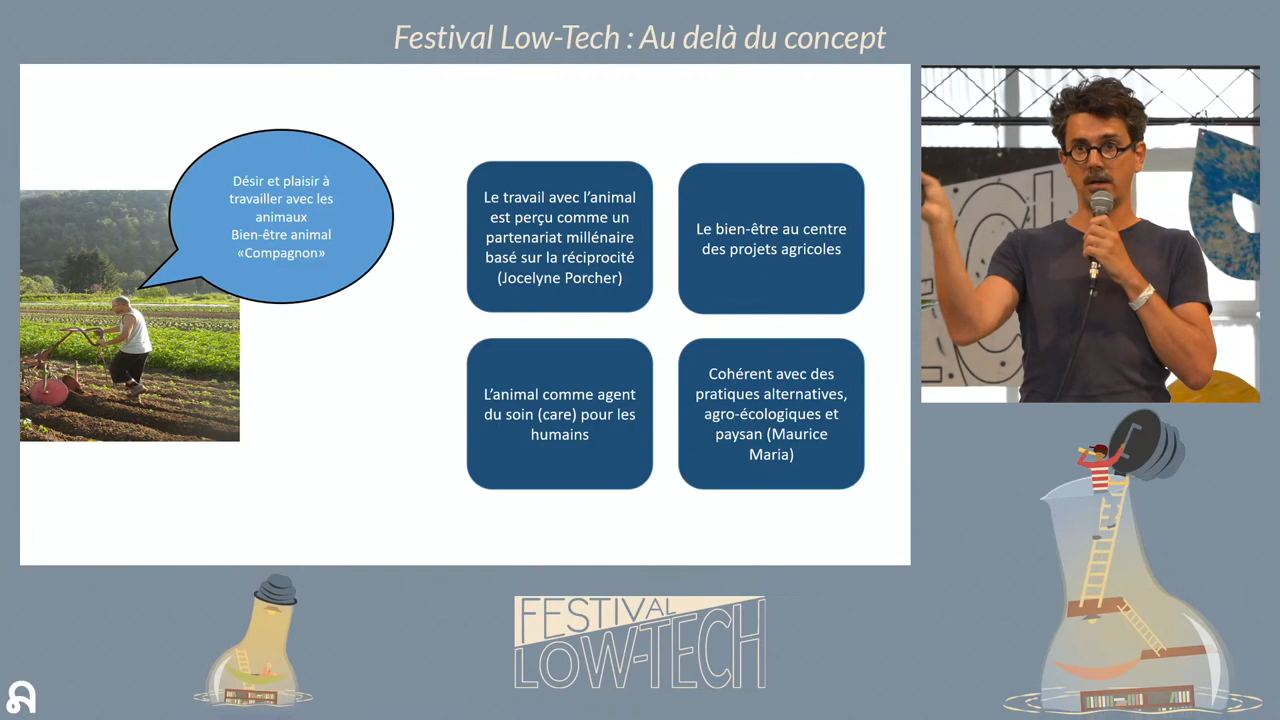 Festival Low-Tech : Au delà du concept
Désir et plaisir à
travailler avec les
animaux
Bien-être animal
«Compagnon»
Le travail avec l’animal
est perçu comme un
partenariat millénaire
basé sur la réciprocité
(Jocelyne Porcher)
Le bien-être au centre
des projets agricoles
L’animal comme agent
du soin (care) pour les
humains
Cohérent avec des
pratiques alternatives,
agro-écologiques et
paysan (Maurice
Maria)
FESTIVAL
LOW-TECH